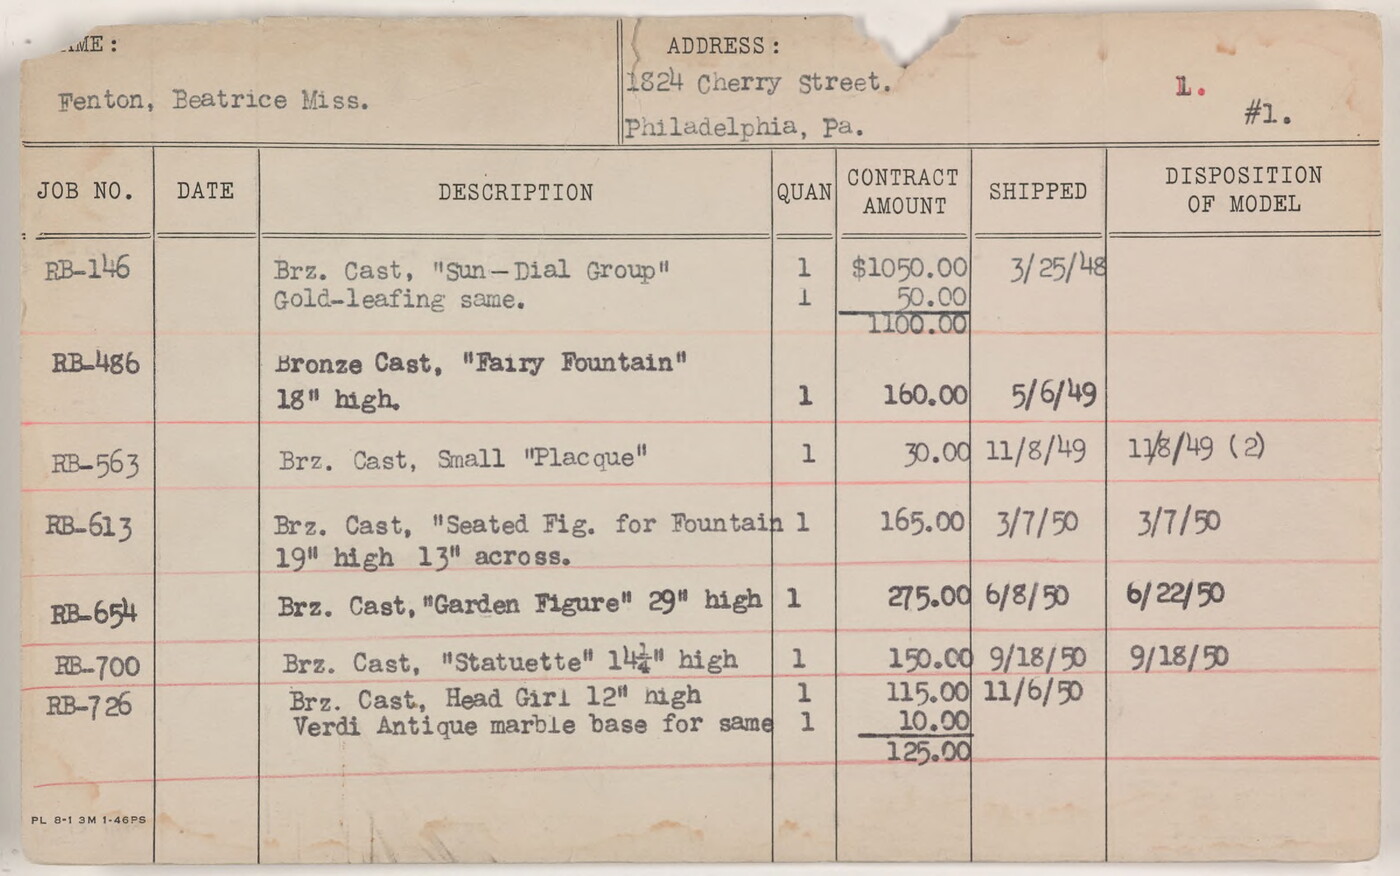 NAME: ADDRESS:
Fenton, Beatrice Miss. 1824 Cherry Street. 1.
Philadelphia, Pa. #1.
JOB NO. DATE DESCRIPTION QUAN CONTRACT AMOUNT SHIPPED DISPOSITION OF MODEL
RB-146 Brz. Cast, "Sun-Dial Group" 1 $1050.00 3/25/48
Gold-leafing same. 1 50.00
1100.00
RB-486 Bronze Cast, "Fairy Fountain"
18" high. 1 160.00 5/6/49
RB-563 Brz. Cast, Small "Placque" 1 30.00 11/8/49 11/8/49 (2)
RB-613 Brz. Cast, "Seated Fig. for Fountain 1 165.00 3/7/50 3/7/50
19" high 13" across.
RB-654 Brz. Cast,"Garden Figure" 29" high 1 275.00 6/8/50 6/22/50
RB-700 Brz. Cast, "Statuette" 14¼" high 1 150.00 9/18/50 9/18/50
RB-726 Brz. Cast, Head Girl 12" high 1 115.00 11/6/50
Verdi Antique marble base for same 1 10.00
125.00
PL 8-1 3M 1-46PS